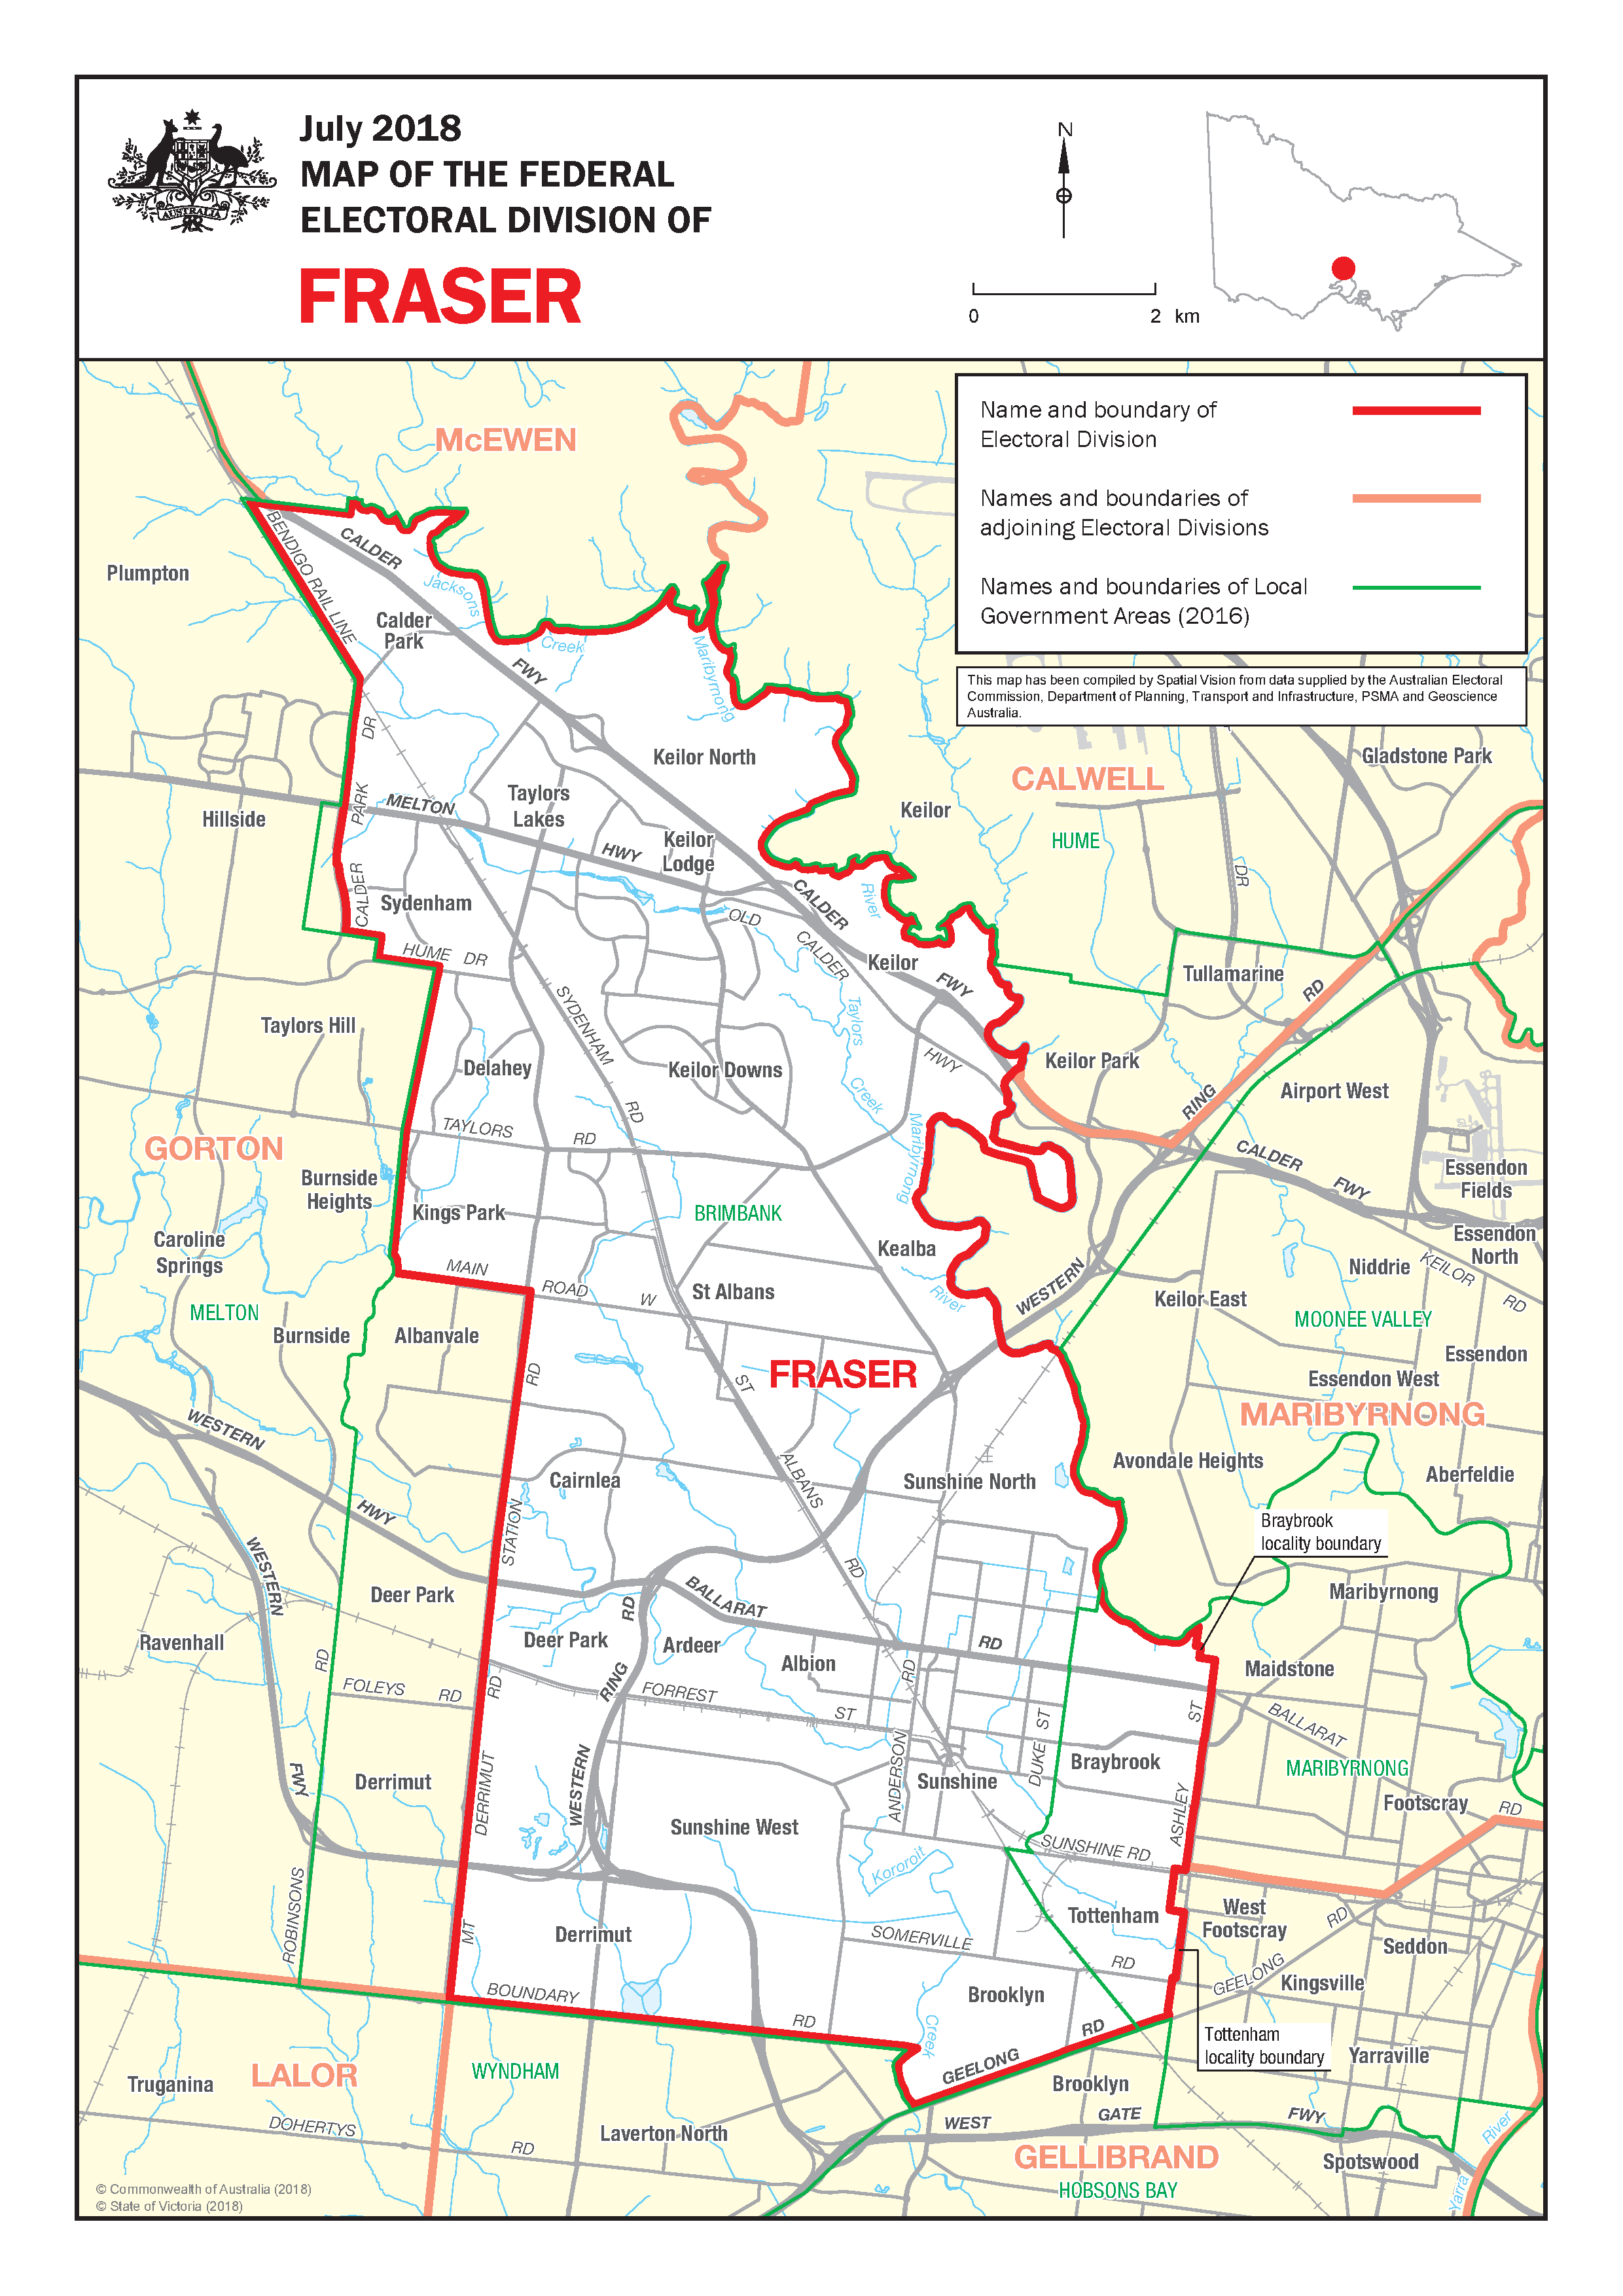 July 2018
MAP OF THE FEDERAL
ELECTORAL DIVISION OF
FRASER
AUSTRALIA
N
0 2 km
Name and boundary of
Electoral Division
Names and boundaries of
adjoining Electoral Divisions
Names and boundaries of Local
Government Areas (2016)
This map has been compiled by Spatial Vision from data supplied by the Australian Electoral
Commission, Department of Planning, Transport and Infrastructure, PSMA and Geoscience
Australia.
McEWEN
BENDIGO RAIL LINE
CALDER
Plumpton
Jacksons
Calder
Park
Creek
Maribyrnong
FWY
DR
Keilor North
Gladstone Park
CALWELL
PARK
MELTON
Taylors
Lakes
Keilor
Hillside
HUME
Keilor
Lodge
HWY
DR
CALDER
CALDER
River
Sydenham
OLD
CALDER
HUME DR
Keilor
FWY
Tullamarine
RD
SYDENHAM
Taylors
Taylors Hill
Delahey
Keilor Downs
HWY
Keilor Park
Creek
RING
Airport West
RD
TAYLORS
RD
Maribyrnong
CALDER
GORTON
Burnside
Heights
Essendon
Fields
FWY
Kings Park
BRIMBANK
Caroline
Springs
Kealba
Essendon
North
MAIN
ROAD
W
St Albans
River
WESTERN
Niddrie
KEILOR
RD
Keilor East
MELTON
MOONEE VALLEY
Burnside
Albanvale
Essendon
RD
ST
FRASER
Essendon West
MARIBYRNONG
WESTERN
Avondale Heights
ALBANS
Cairnlea
Sunshine North
Aberfeldie
HWY
Braybrook
locality boundary
STATION
WESTERN
RD
Deer Park
BALLARAT
Maribyrnong
RD
Deer Park
Ardeer
Ravenhall
RD
Albion
RD
RD
Maidstone
FOLEYS
RD
RD
RING
FORREST
ST
ST
BALLARAT
DUKE ST
Braybrook
MARIBYRNONG
FWY
Derrimut
DERRIMUT
WESTERN
ANDERSON
Sunshine
ASHLEY
Footscray
RD
Sunshine West
SUNSHINE RD
Kororoit
ROBINSONS
Tottenham
West
Footscray
RD
MT
Derrimut
SOMERVILLE
RD
Seddon
GEELONG
Kingsville
BOUNDARY
RD
Brooklyn
Creek
RD
Tottenham
locality boundary
Yarraville
GEELONG
LALOR
WYNDHAM
Truganina
Brooklyn
DOHERTYS
RD
Laverton North
WEST
GATE
FWY
River
GELLIBRAND
Spotswood
HOBSONS BAY
Yarra
© Commonwealth of Australia (2018)
© State of Victoria (2018)